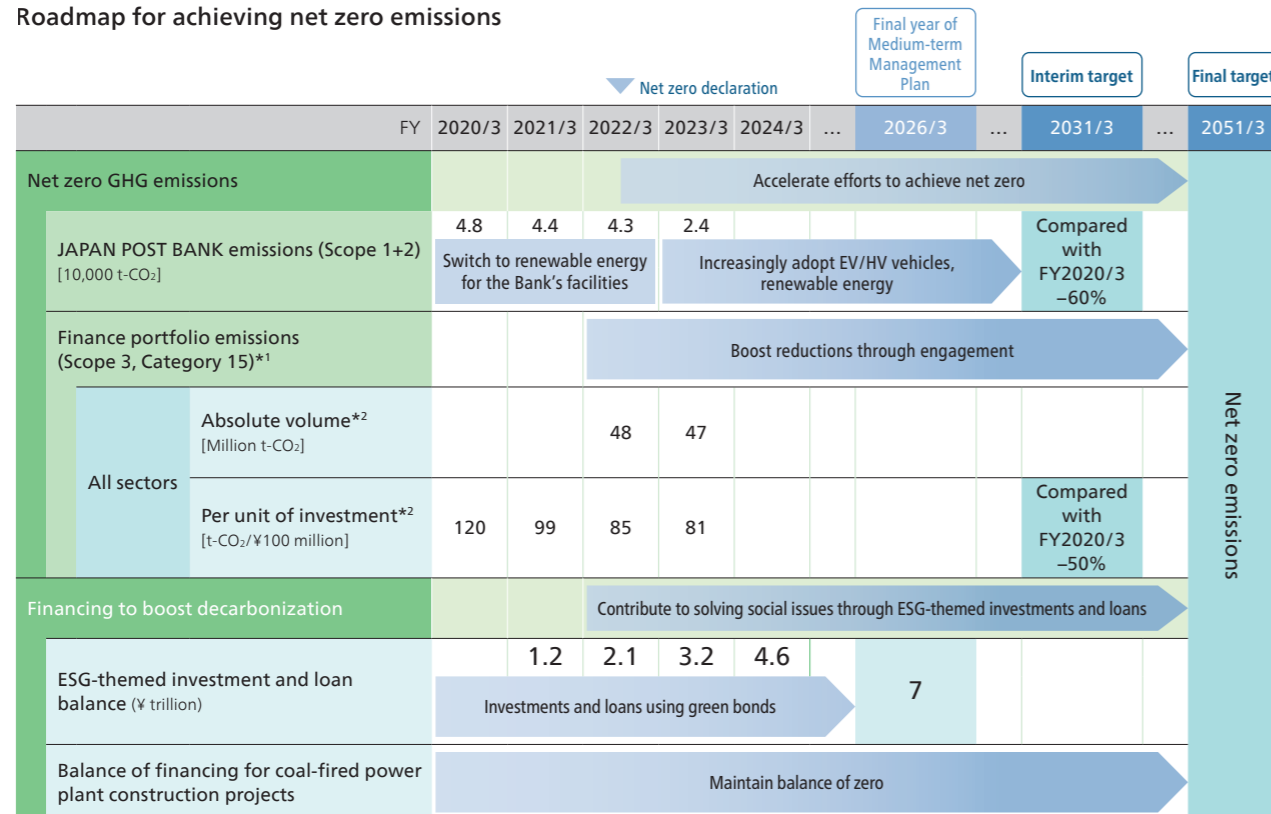 Roadmap for achieving net zero emissions
Final year of
Medium-term
Management
Plan
Net zero declaration
Interim target
Final target
FY 2020/3 2021/3 2022/3 2023/3 2024/3 ... 2026/3 ... 2031/3 ... 2051/3
Net zero GHG emissions
Accelerate efforts to achieve net zero
JAPAN POST BANK emissions (Scope 1+2)
[10,000 t-CO₂]
4.8 4.4 4.3 2.4
Switch to renewable energy
for the Bank's facilities
Increasingly adopt EV/HV vehicles,
renewable energy
Compared
with
FY2020/3
–60%
Finance portfolio emissions
(Scope 3, Category 15)*1
Boost reductions through engagement
All sectors
Absolute volume*2
[Million t-CO₂]
48 47
Per unit of investment*2
[t-CO₂/¥100 million]
120 99 85 81
Compared
with
FY2020/3
–50%
Net zero emissions
Financing to boost decarbonization
Contribute to solving social issues through ESG-themed investments and loans
ESG-themed investment and loan
balance (¥ trillion)
1.2 2.1 3.2 4.6
Investments and loans using green bonds
7
Balance of financing for coal-fired power
plant construction projects
Maintain balance of zero